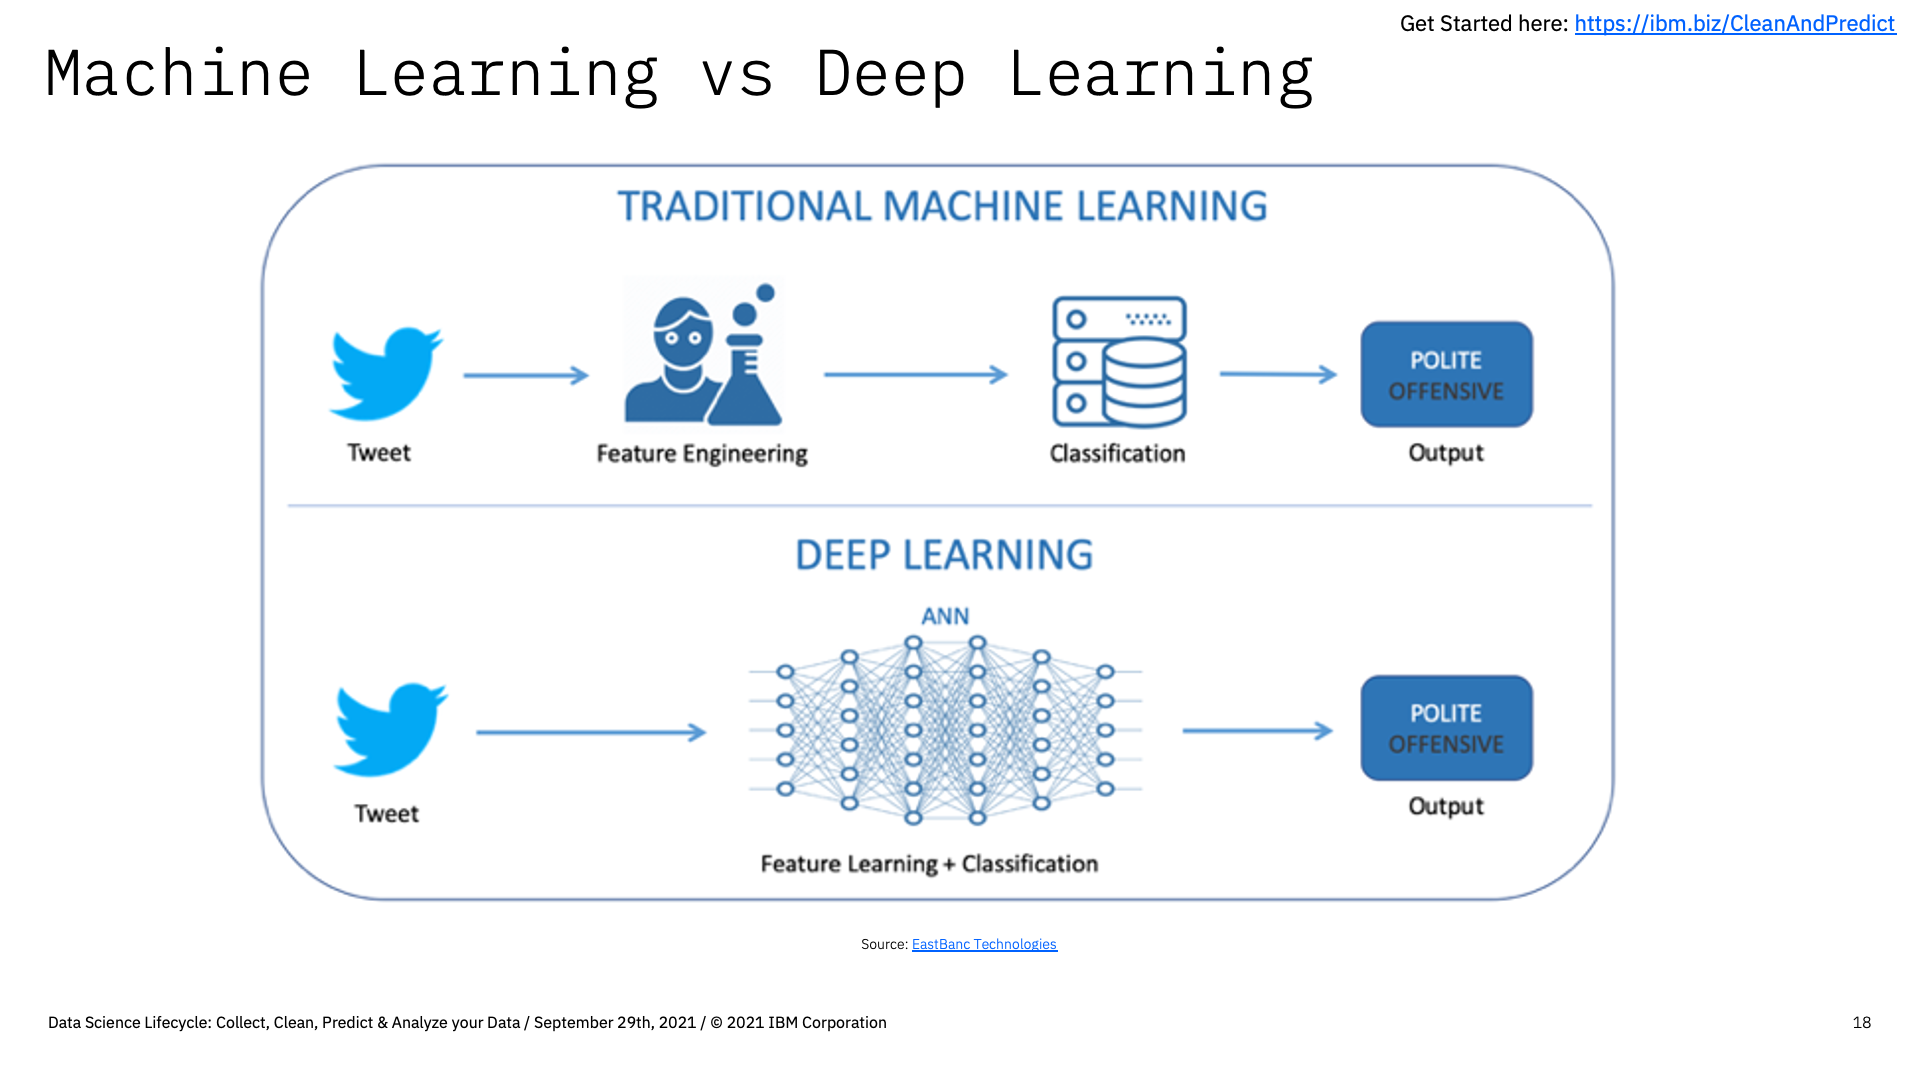 Get Started here: https://ibm.biz/CleanAndPredict
Machine Learning vs Deep Learning
TRADITIONAL MACHINE LEARNING
POLITE
OFFENSIVE
Tweet
Feature Engineering
Classification
Output
DEEP LEARNING
ANN
POLITE
OFFENSIVE
Tweet
Output
Feature Learning + Classification
Source: EastBanc Technologies
Data Science Lifecycle: Collect, Clean, Predict & Analyze your Data / September 29th, 2021 / © 2021 IBM Corporation
18